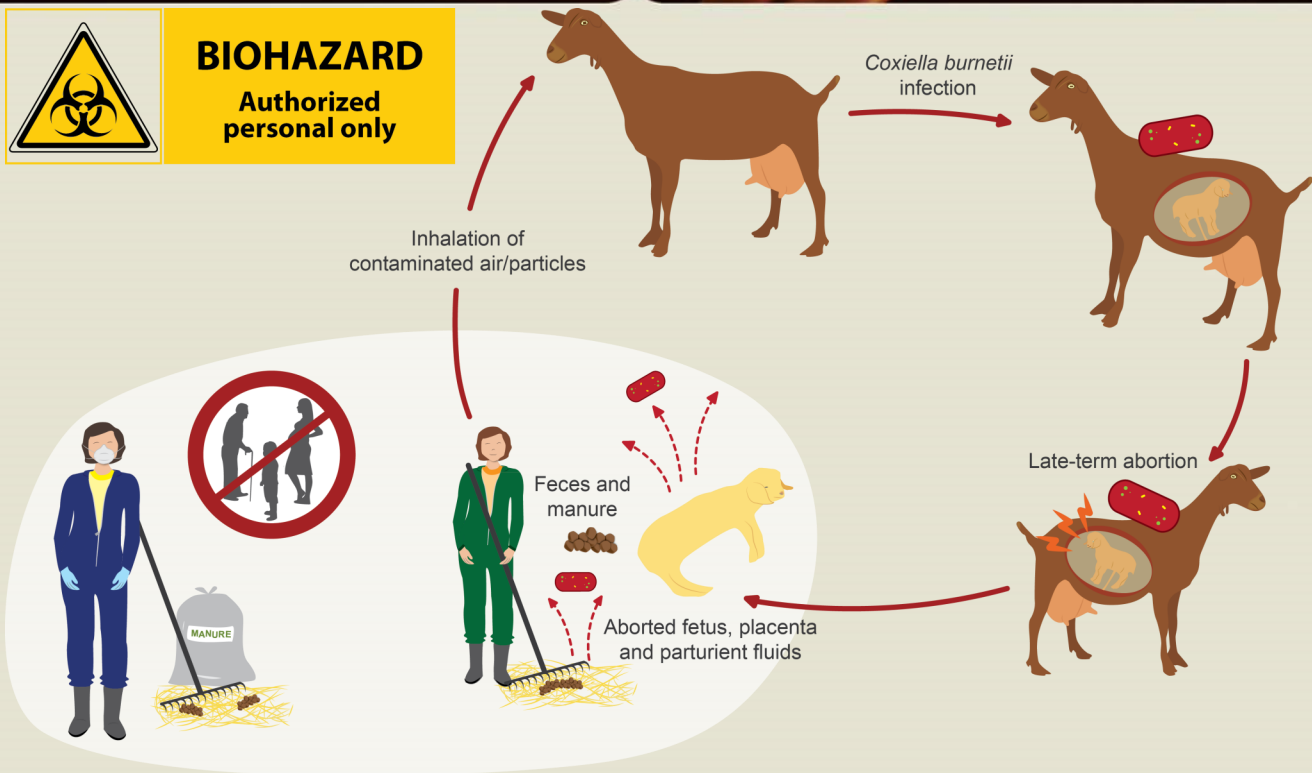 BIOHAZARD
Authorized
personal only
Coxiella burnetii
infection
Inhalation of
contaminated air/particles
Late-term abortion
Feces and
manure
MANURE
Aborted fetus, placenta
and parturient fluids